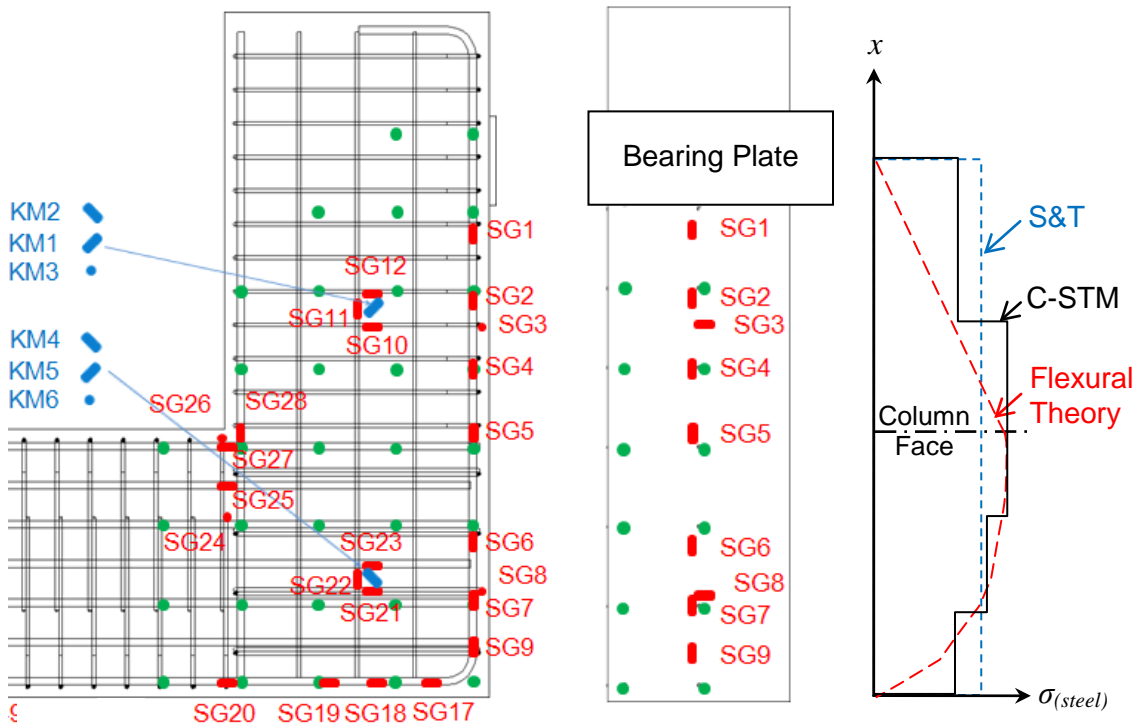 KM2
KM1
KM3
KM4
KM5
KM6
SG1
SG12
SG2
SG11
SG3
SG10
SG4
SG26
SG28
SG5
SG27
SG25
SG24
SG23
SG6
SG22
SG8
SG21
SG7
SG9
SG20
SG19
SG18
SG17
Bearing Plate
SG1
SG2
SG3
SG4
SG5
SG6
SG8
SG7
SG9
x
S&T
C-STM
Flexural
Theory
Column
Face
σ(steel)